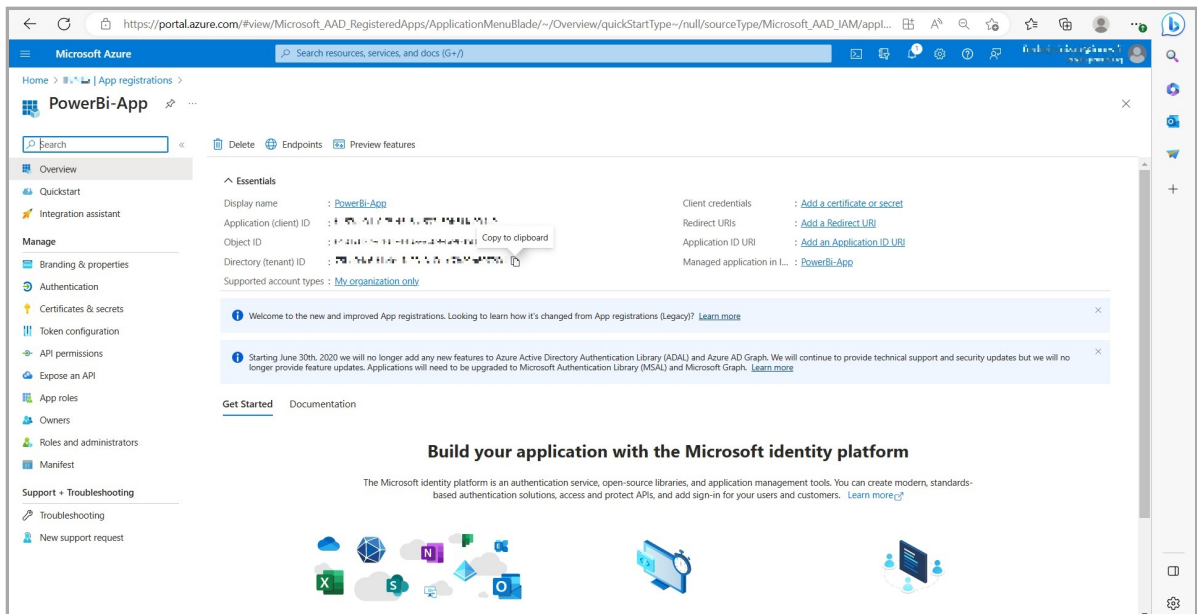 https://portal.azure.com/#view/Microsoft_AAD_RegisteredApps/ApplicationMenuBlade/~/Overview/quickStartType~/null/sourceType/Microsoft_AAD_IAM/appl...
Microsoft Azure
Search resources, services, and docs (G+/)
1
Home > | App registrations >
PowerBi-App
Search
Delete Endpoints Preview features
Overview
Quickstart
Integration assistant
Manage
Branding & properties
Authentication
Certificates & secrets
Token configuration
API permissions
Expose an API
App roles
Owners
Roles and administrators
Manifest
Support + Troubleshooting
Troubleshooting
New support request
Essentials
Display name : PowerBi-App
Application (client) ID :
Object ID :
Copy to clipboard
Directory (tenant) ID :
Supported account types : My organization only
Client credentials : Add a certificate or secret
Redirect URIs : Add a Redirect URI
Application ID URI : Add an Application ID URI
Managed application in l... : PowerBi-App
Welcome to the new and improved App registrations. Looking to learn how it's changed from App registrations (Legacy)? Learn more
Starting June 30th, 2020 we will no longer add any new features to Azure Active Directory Authentication Library (ADAL) and Azure AD Graph. We will continue to provide technical support and security updates but we will no
longer provide feature updates. Applications will need to be upgraded to Microsoft Authentication Library (MSAL) and Microsoft Graph. Learn more
Get Started Documentation
Build your application with the Microsoft identity platform
The Microsoft identity platform is an authentication service, open-source libraries, and application management tools. You can create modern, standards-
based authentication solutions, access and protect APIs, and add sign-in for your users and customers. Learn more